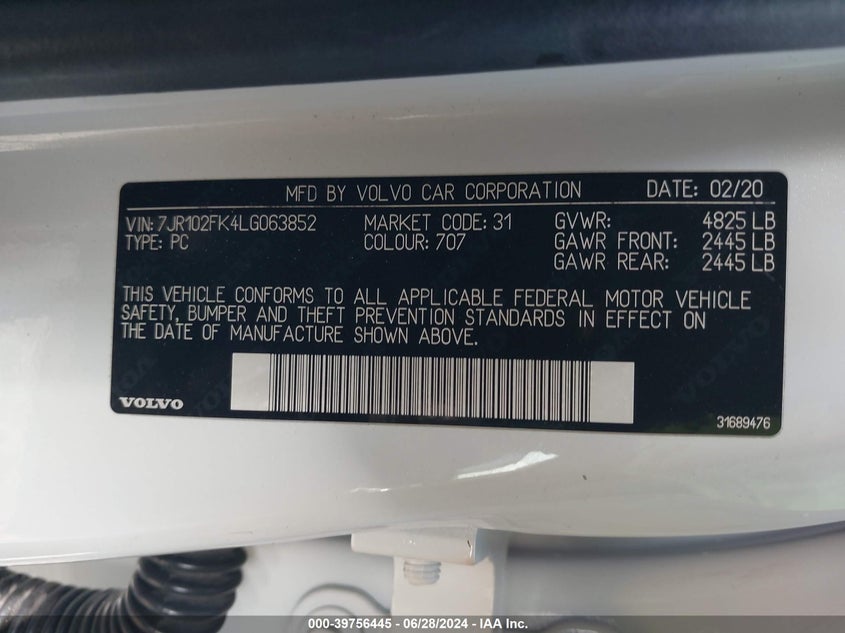 MFD BY VOLVO CAR CORPORATION DATE: 02/20
VIN: 7JR102FK4LG063852 MARKET CODE: 31 GVWR: 4825 LB
TYPE: PC COLOUR: 707 GAWR FRONT: 2445 LB
GAWR REAR: 2445 LB
THIS VEHICLE CONFORMS TO ALL APPLICABLE FEDERAL MOTOR VEHICLE
SAFETY, BUMPER AND THEFT PREVENTION STANDARDS IN EFFECT ON
THE DATE OF MANUFACTURE SHOWN ABOVE.
VOLVO 31689476
000-39756445 - 06/28/2024 - IAA Inc.